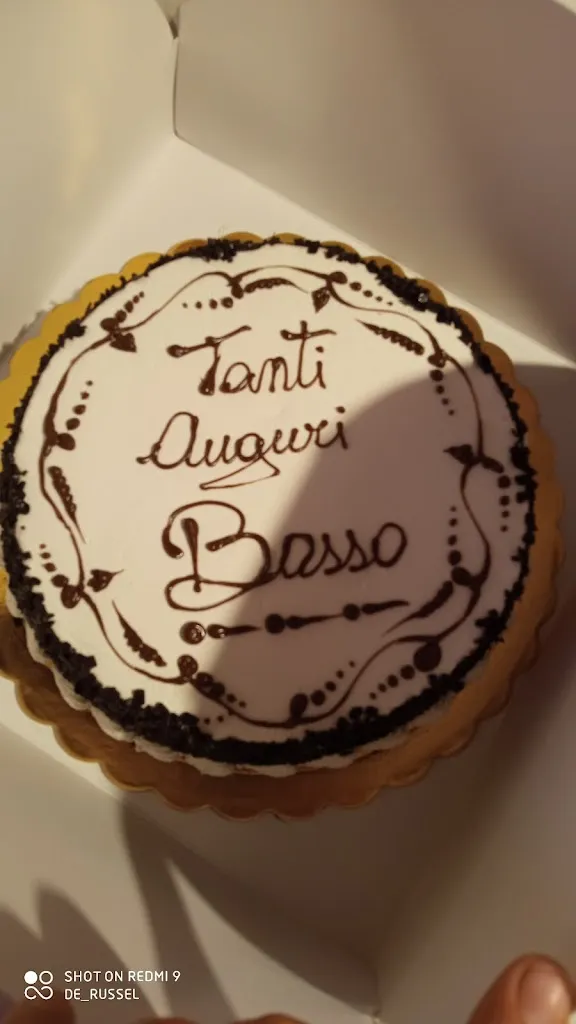 Tanti
Auguri
Basso
SHOT ON REDMI 9
DE_RUSSEL